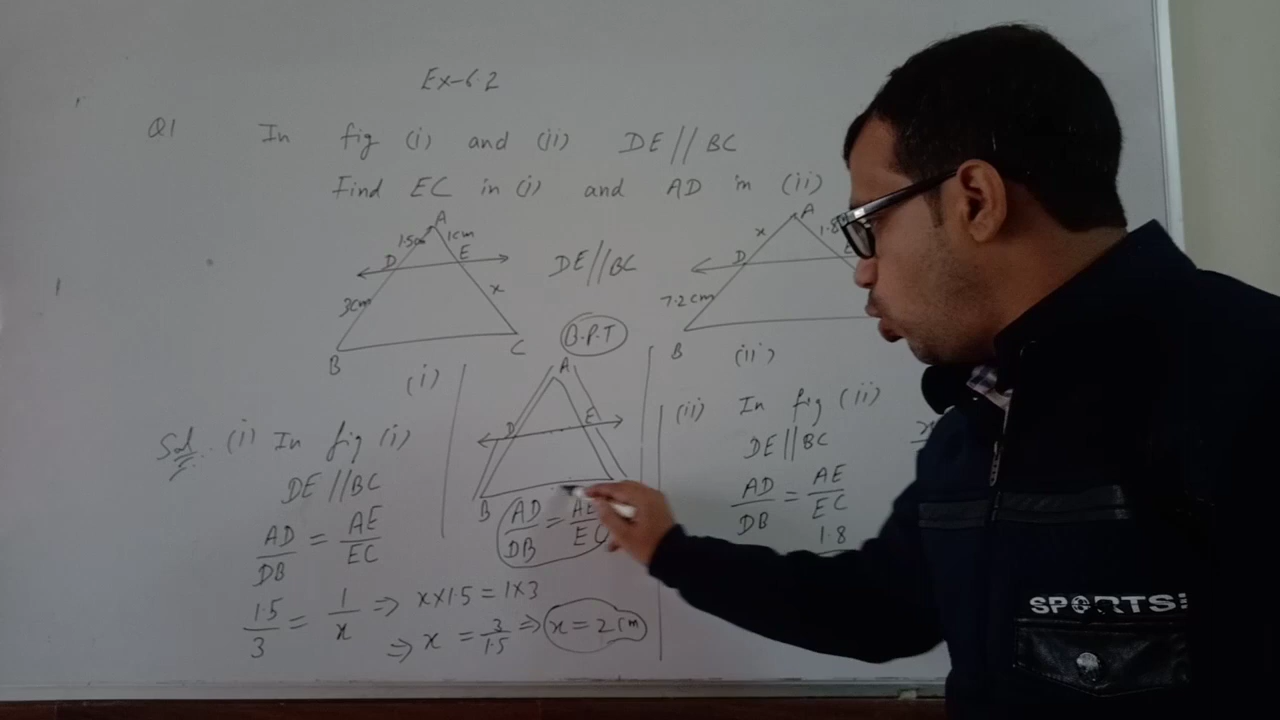 Ex-6.2
Q1 In fig (i) and (ii) DE//BC
Find EC in (i) and AD in (ii)
A
1.5cm 1cm
D E
3cm x
B C
(i)
DE//BC
B.P.T
A
x 1.8
D E
7.2cm
B
(ii)
Sol. (i) In fig (i)
DE//BC
AD/DB = AE/EC
1.5/3 = 1/x ⇒ x×1.5 = 1×3
⇒ x = 3/1.5 ⇒ x = 2cm
A
D E
B
AD/DB = AE/EC
(ii) In fig (ii)
DE//BC
AD/DB = AE/EC
1.8
SPORTS